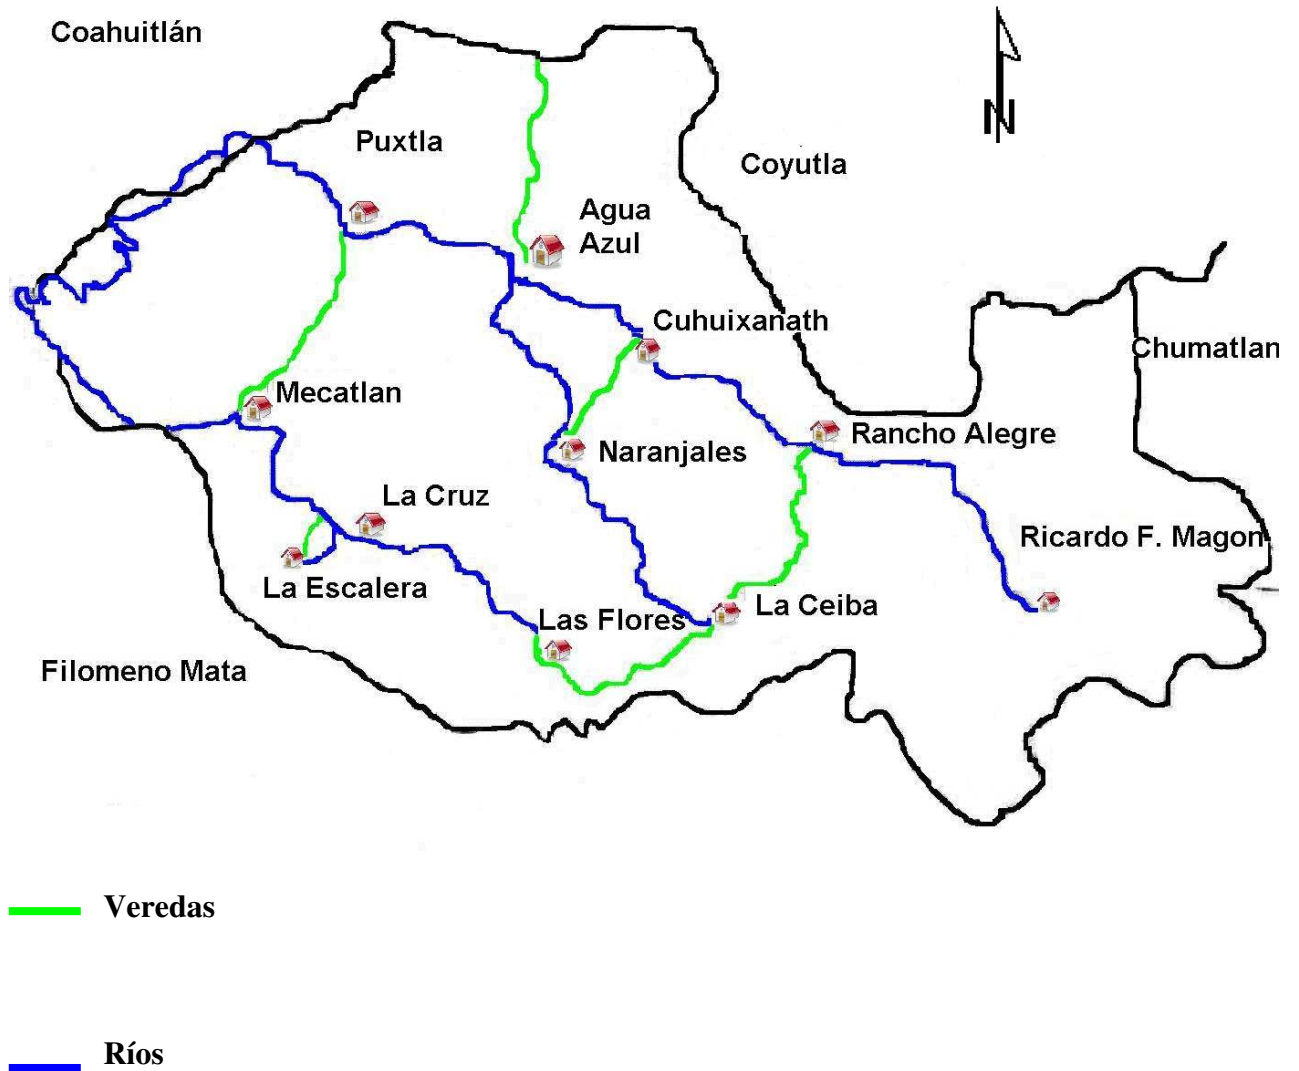 Coahuitlán
N
Puxtla
Coyutla
Agua
Azul
Cuhuixanath
Chumatlan
Mecatlan
Rancho Alegre
Naranjales
La Cruz
Ricardo F. Magon
La Escalera
La Ceiba
Las Flores
Filomeno Mata
Veredas
Ríos